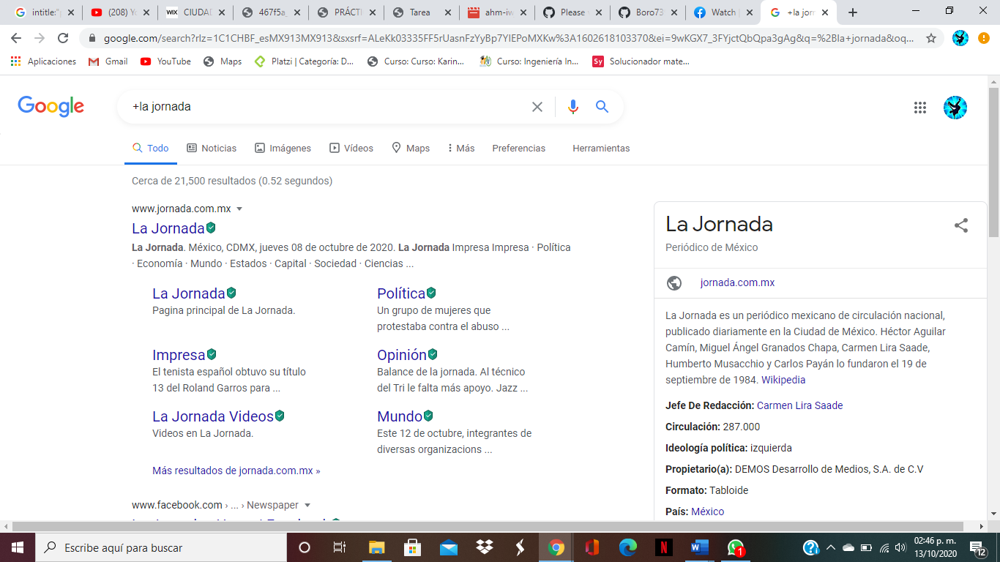 intitle:"
(208) Yo
WIX CIUDAD
467f5a_
PRÁCTI
Tarea
ahm-iw
Please
Boro73
Watch |
+la jorn
google.com/search?rlz=1C1CHBF_esMX913MX913&sxsrf=ALeKk03335FF5rUasnFzYyBp7YlEPoMXKw%3A1602618103370&ei=9wKGX7_3FYjctQbQpa3gAg&q=%2Bla+jornada&oq...
Aplicaciones
Gmail
YouTube
Maps
Platzi | Categoría: D...
Curso: Curso: Karin...
Curso: Ingeniería In...
Sy Solucionador mate...
Google
+la jornada
Todo
Noticias
Imágenes
Vídeos
Maps
Más
Preferencias
Herramientas
Cerca de 21,500 resultados (0.52 segundos)
www.jornada.com.mx
La Jornada
La Jornada. México, CDMX, jueves 08 de octubre de 2020. La Jornada Impresa Impresa · Política
· Economía · Mundo · Estados · Capital · Sociedad · Ciencias ...
La Jornada
Pagina principal de La Jornada.
Política
Un grupo de mujeres que
protestaba contra el abuso ...
Impresa
El tenista español obtuvo su título
13 del Roland Garros para ...
Opinión
Balance de la jornada. Al técnico
del Tri le falta más apoyo. Jazz ...
La Jornada Videos
Videos en La Jornada.
Mundo
Este 12 de octubre, integrantes de
diversas organizacions ...
Más resultados de jornada.com.mx »
www.facebook.com › ... › Newspaper
La Jornada
Periódico de México
jornada.com.mx
La Jornada es un periódico mexicano de circulación nacional,
publicado diariamente en la Ciudad de México. Héctor Aguilar
Camín, Miguel Ángel Granados Chapa, Carmen Lira Saade,
Humberto Musacchio y Carlos Payán lo fundaron el 19 de
septiembre de 1984. Wikipedia
Jefe De Redacción: Carmen Lira Saade
Circulación: 287.000
Ideología política: izquierda
Propietario(a): DEMOS Desarrollo de Medios, S.A. de C.V
Formato: Tabloide
País: México
Escribe aquí para buscar
1
02:46 p. m.
13/10/2020
12